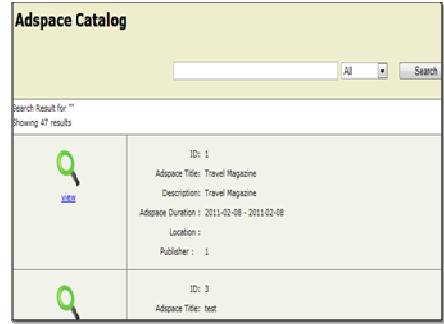 Adspace Catalog
All
Search
Search Result for ""
Showing 47 results
view
ID: 1
Adspace Title: Travel Magazine
Description: Travel Magazine
Adspace Duration : 2011-02-08 - 2011-02-08
Location :
Publisher : 1
ID: 3
Adspace Title: test